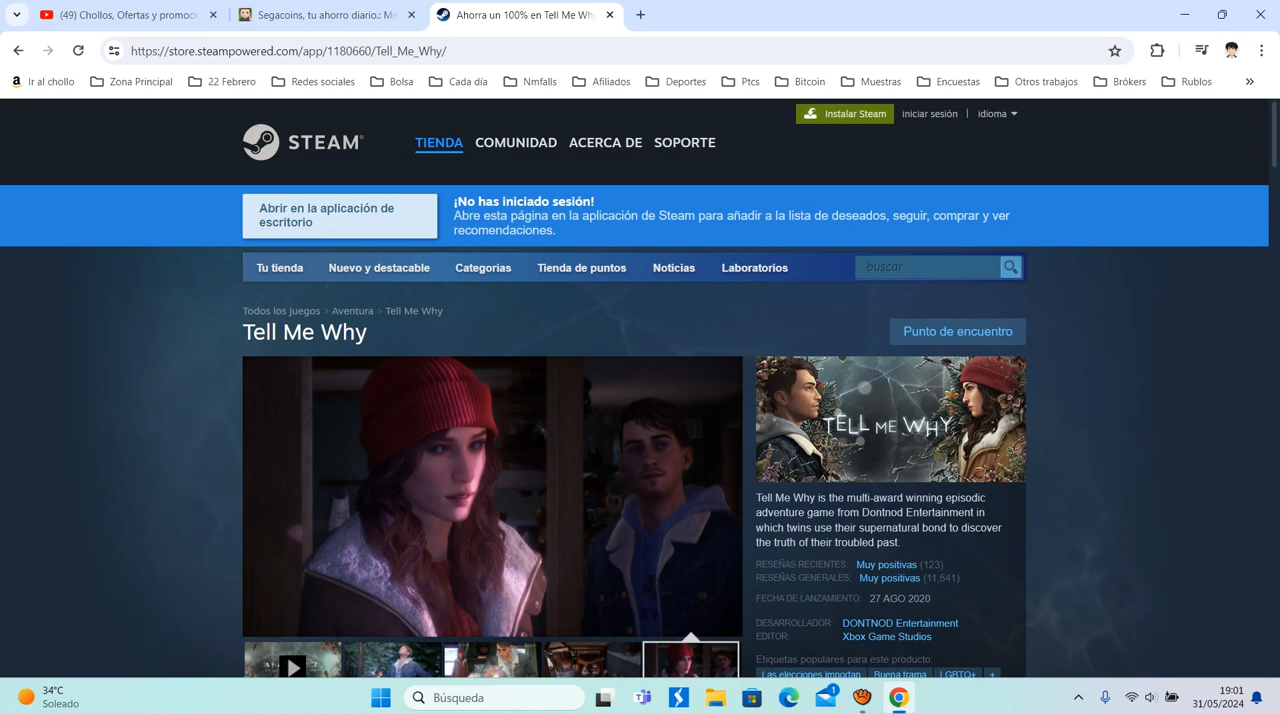 (49) Chollos, Ofertas y promoci
Segacoins, tu ahorro diario.: Me
Ahorra un 100% en Tell Me Why
https://store.steampowered.com/app/1180660/Tell_Me_Why/
Ir al chollo
Zona Principal
22 Febrero
Redes sociales
Bolsa
Cada día
Nmfalls
Afiliados
Deportes
Ptcs
Bitcoin
Muestras
Encuestas
Otros trabajos
Brókers
Rublos
»
Instalar Steam
iniciar sesión | idioma
STEAM®
TIENDA COMUNIDAD ACERCA DE SOPORTE
Abrir en la aplicación de
escritorio
¡No has iniciado sesión!
Abre esta página en la aplicación de Steam para añadir a la lista de deseados, seguir, comprar y ver
recomendaciones.
Tu tienda
Nuevo y destacable
Categorías
Tienda de puntos
Noticias
Laboratorios
buscar
Todos los juegos > Aventura > Tell Me Why
Tell Me Why
Punto de encuentro
TELL ME WHY
Tell Me Why is the multi-award winning episodic
adventure game from Dontnod Entertainment in
which twins use their supernatural bond to discover
the truth of their troubled past.
RESEÑAS RECIENTES: Muy positivas (123)
RESEÑAS GENERALES: Muy positivas (11,541)
FECHA DE LANZAMIENTO: 27 AGO 2020
DESARROLLADOR: DONTNOD Entertainment
EDITOR: Xbox Game Studios
Etiquetas populares para este producto:
Las elecciones importan
Buena trama
LGBTQ+
+
34°C
Soleado
Búsqueda
1
19:01
31/05/2024